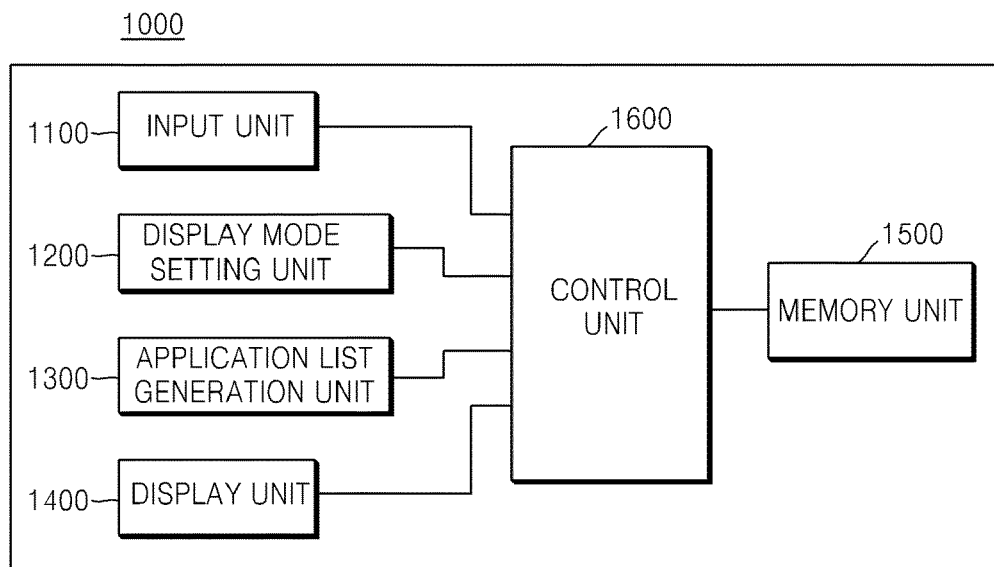 1000
1100
INPUT UNIT
1200
DISPLAY MODE
SETTING UNIT
1300
APPLICATION LIST
GENERATION UNIT
1400
DISPLAY UNIT
1600
CONTROL
UNIT
1500
MEMORY UNIT